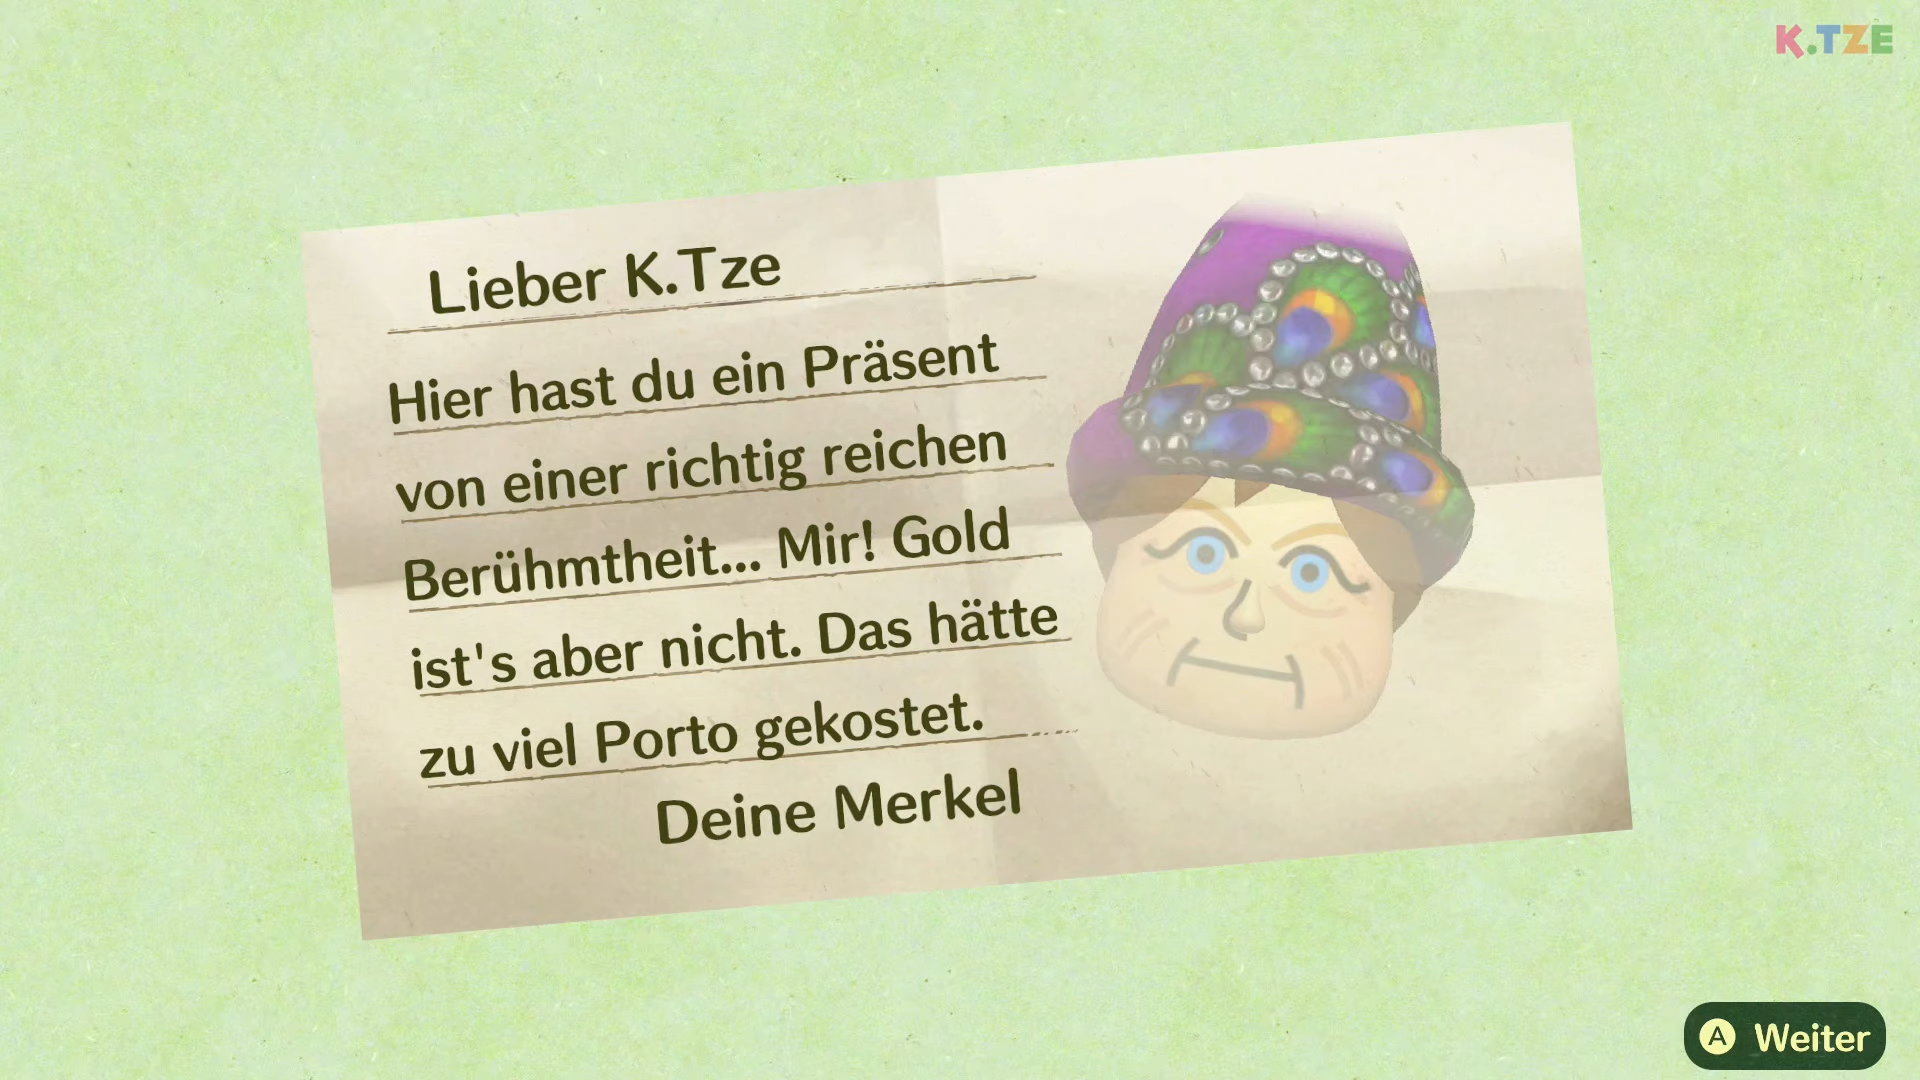 K.TZE
Lieber K.Tze
Hier hast du ein Präsent
von einer richtig reichen
Berühmtheit... Mir! Gold
ist's aber nicht. Das hätte
zu viel Porto gekostet.
Deine Merkel
A Weiter